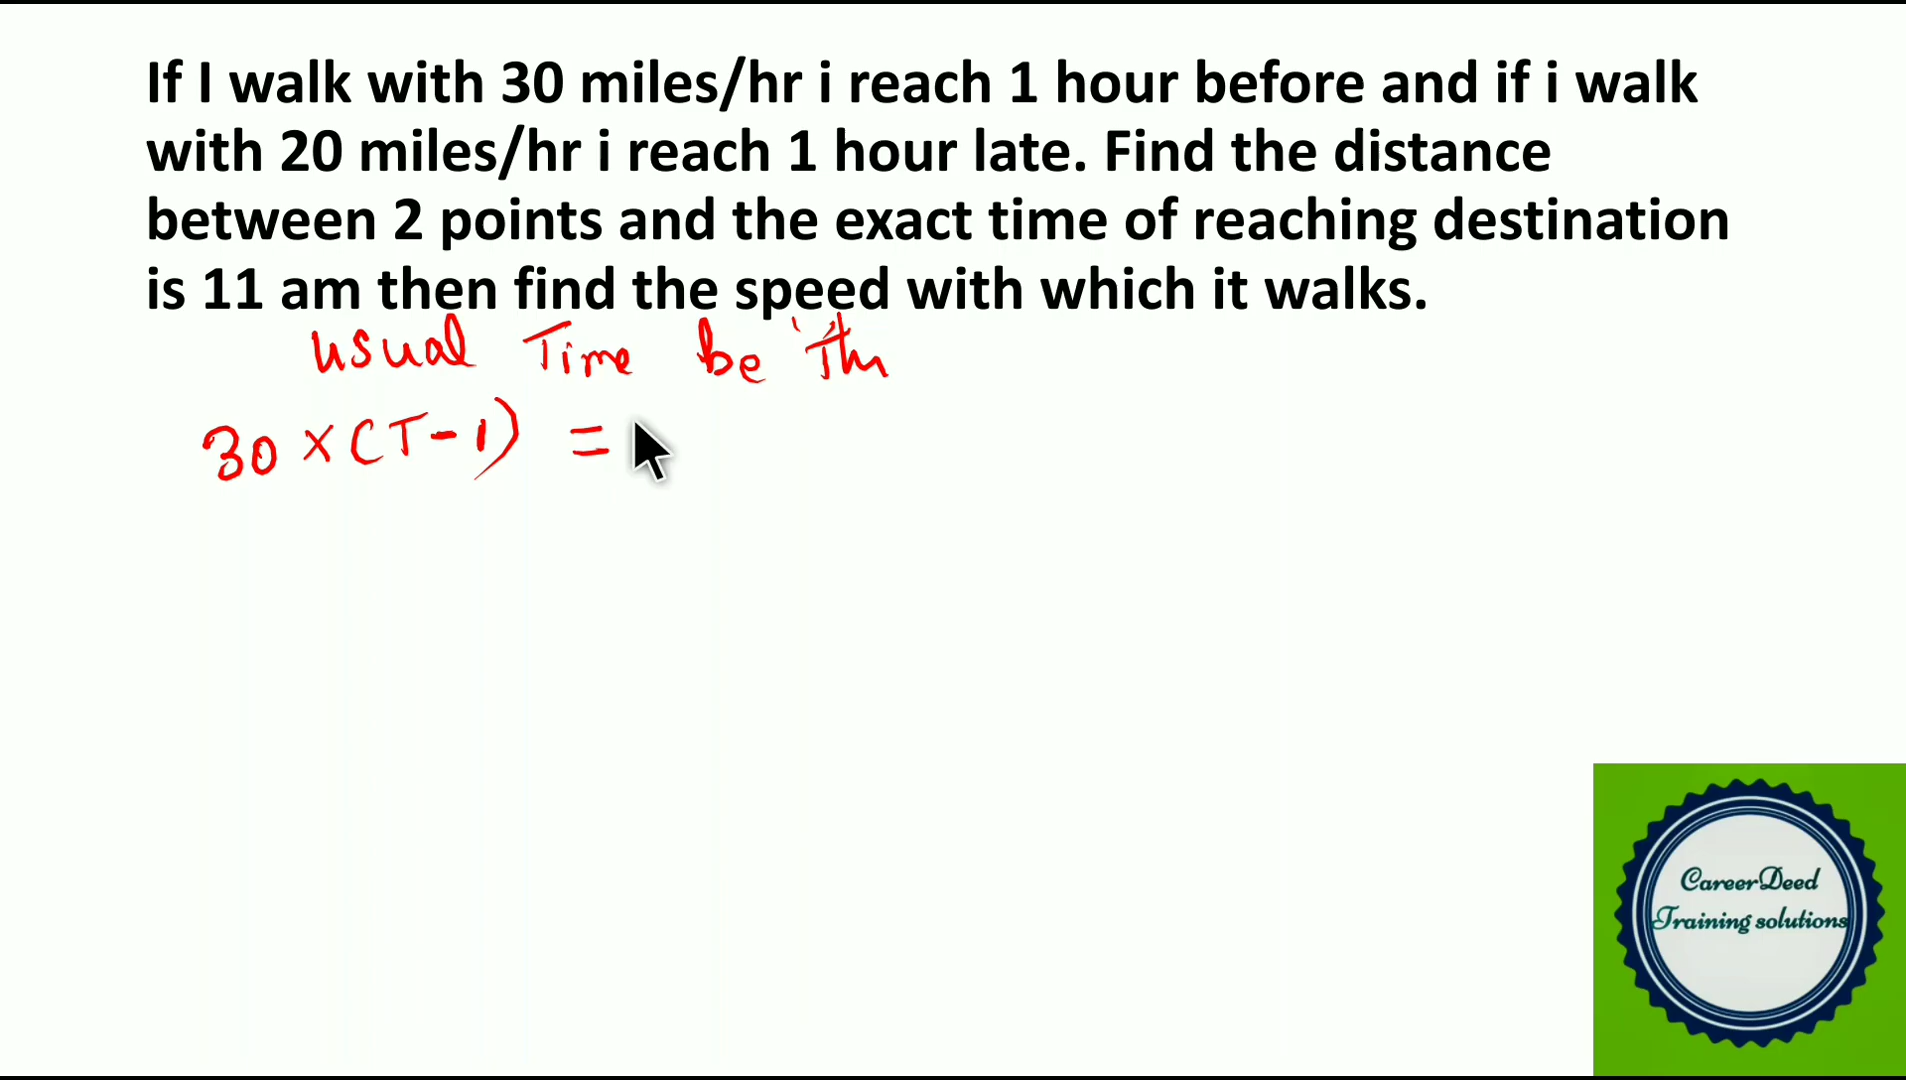 If I walk with 30 miles/hr i reach 1 hour before and if i walk
with 20 miles/hr i reach 1 hour late. Find the distance
between 2 points and the exact time of reaching destination
is 11 am then find the speed with which it walks.
usual Time be 'T'h
30 × (T - 1) =
CareerDeed
Training solutions